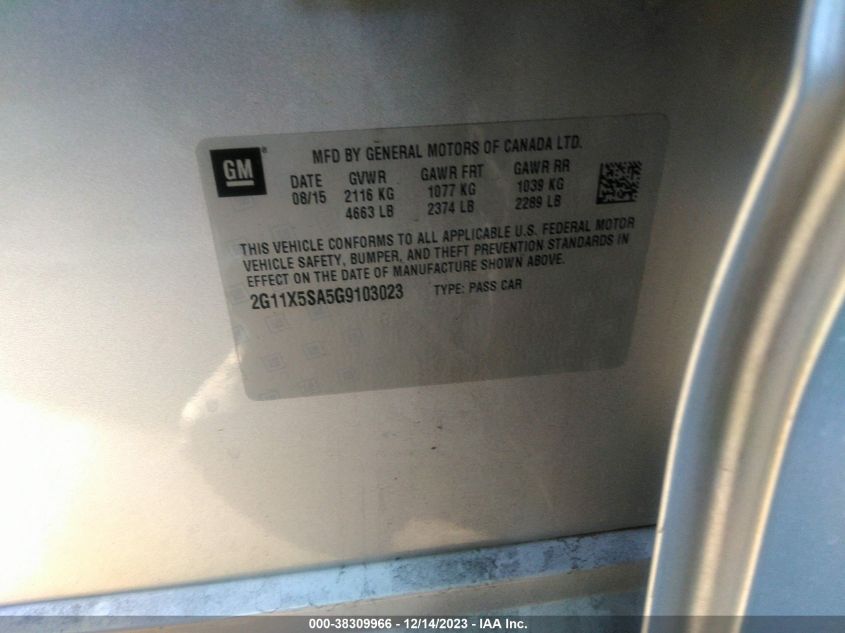 GM®
MFD BY GENERAL MOTORS OF CANADA LTD.
DATE GVWR GAWR FRT GAWR RR
08/15 2116 KG 1077 KG 1039 KG
4663 LB 2374 LB 2289 LB
THIS VEHICLE CONFORMS TO ALL APPLICABLE U.S. FEDERAL MOTOR
VEHICLE SAFETY, BUMPER, AND THEFT PREVENTION STANDARDS IN
EFFECT ON THE DATE OF MANUFACTURE SHOWN ABOVE.
2G11X5SA5G9103023 TYPE: PASS CAR
000-38309966 - 12/14/2023 - IAA Inc.